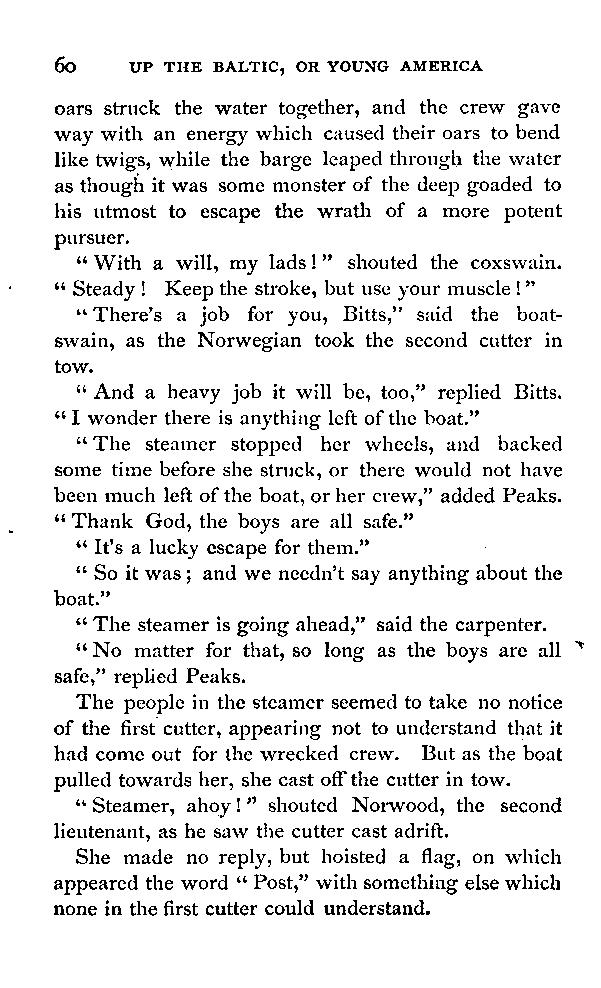 60 UP THE BALTIC, OR YOUNG AMERICA
oars struck the water together, and the crew gave
way with an energy which caused their oars to bend
like twigs, while the barge leaped through the water
as though it was some monster of the deep goaded to
his utmost to escape the wrath of a more potent
pursuer.
“With a will, my lads!” shouted the coxswain.
“Steady! Keep the stroke, but use your muscle!”
“There's a job for you, Bitts,” said the boat-
swain, as the Norwegian took the second cutter in
tow.
“And a heavy job it will be, too,” replied Bitts.
“I wonder there is anything left of the boat.”
“The steamer stopped her wheels, and backed
some time before she struck, or there would not have
been much left of the boat, or her crew,” added Peaks.
“Thank God, the boys are all safe.”
“It's a lucky escape for them.”
“So it was; and we needn't say anything about the
boat.”
“The steamer is going ahead,” said the carpenter.
“No matter for that, so long as the boys are all
safe,” replied Peaks.
The people in the steamer seemed to take no notice
of the first cutter, appearing not to understand that it
had come out for the wrecked crew. But as the boat
pulled towards her, she cast off the cutter in tow.
“Steamer, ahoy!” shouted Norwood, the second
lieutenant, as he saw the cutter cast adrift.
She made no reply, but hoisted a flag, on which
appeared the word “Post,” with something else which
none in the first cutter could understand.